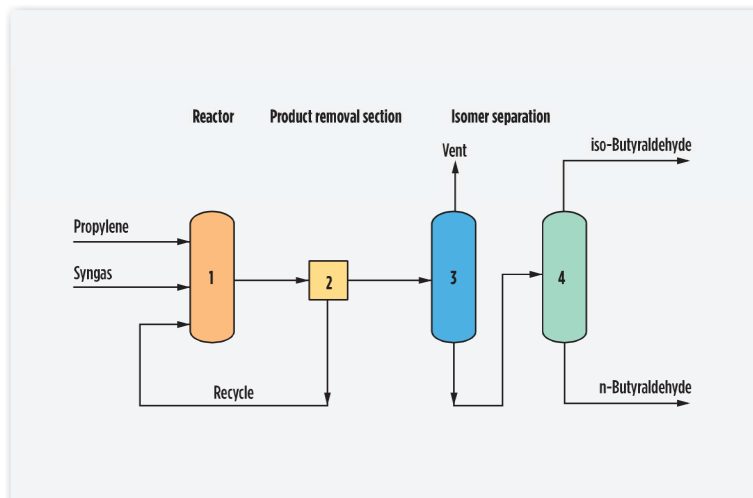 Reactor
Product removal section
Isomer separation
Vent
iso-Butyraldehyde
Propylene
Syngas
1
2
3
4
Recycle
n-Butyraldehyde